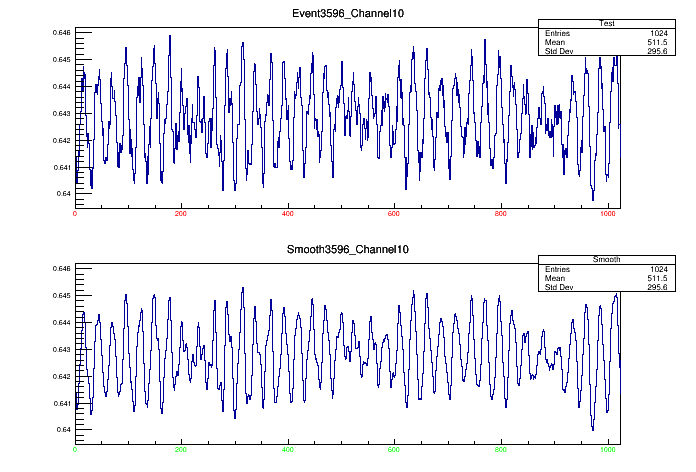 Event3596_Channel10
Test
Entries 1024
Mean 511.5
Std Dev 295.6
0.646
0.645
0.644
0.643
0.642
0.641
0.64
0 200 400 600 800 1000
Smooth3596_Channel10
Smooth
Entries 1024
Mean 511.5
Std Dev 295.6
0.646
0.645
0.644
0.643
0.642
0.641
0.64
0 200 400 600 800 1000